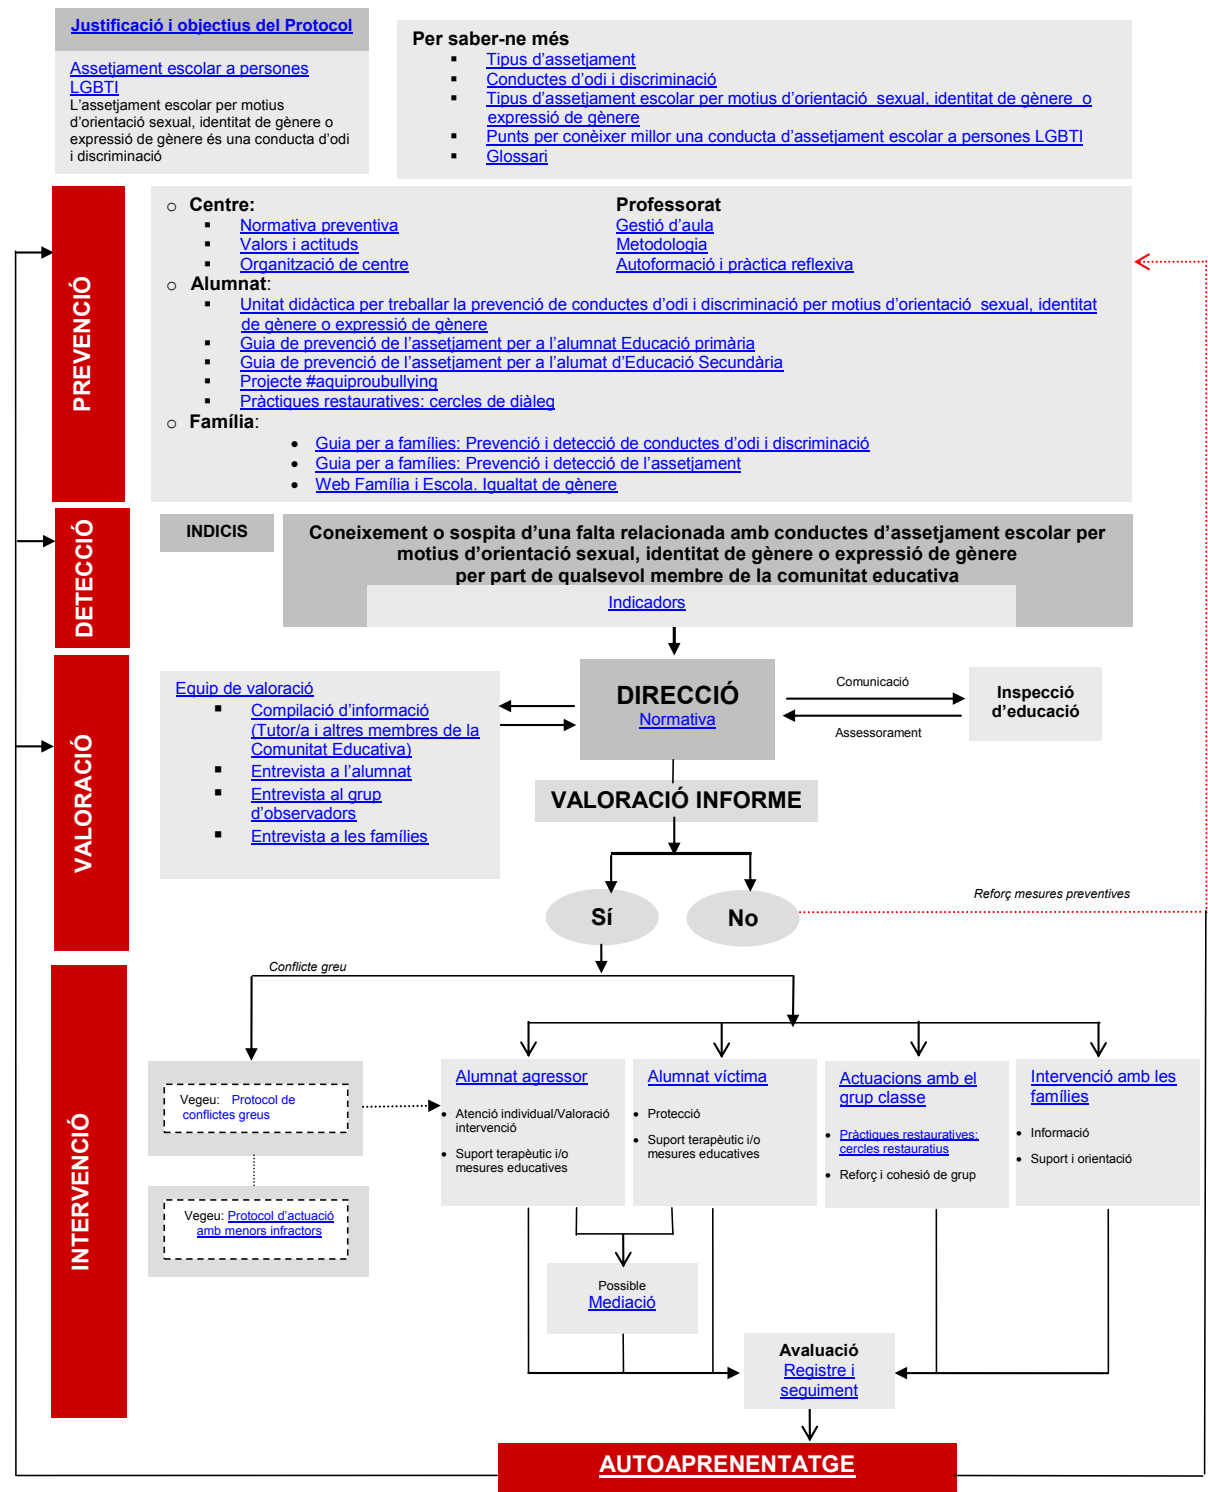 Justificació i objectius del Protocol
Assetjament escolar a persones
LGBTI
L'assetjament escolar per motius
d'orientació sexual, identitat de gènere o
expressió de gènere és una conducta d'odi
i discriminació
Per saber-ne més
▪ Tipus d'assetjament
▪ Conductes d'odi i discriminació
▪ Tipus d'assetjament escolar per motius d'orientació sexual, identitat de gènere o
expressió de gènere
▪ Punts per conèixer millor una conducta d'assetjament escolar a persones LGBTI
▪ Glossari
PREVENCIÓ
o Centre:
▪ Normativa preventiva
▪ Valors i actituds
▪ Organització de centre
Professorat
Gestió d'aula
Metodologia
Autoformació i pràctica reflexiva
o Alumnat:
▪ Unitat didàctica per treballar la prevenció de conductes d'odi i discriminació per motius d'orientació sexual, identitat
de gènere o expressió de gènere
▪ Guia de prevenció de l'assetjament per a l'alumnat Educació primària
▪ Guia de prevenció de l'assetjament per a l'alumat d'Educació Secundària
▪ Projecte #aquiproubullying
▪ Pràctiques restauratives: cercles de diàleg
o Família:
• Guia per a famílies: Prevenció i detecció de conductes d'odi i discriminació
• Guia per a famílies: Prevenció i detecció de l'assetjament
• Web Família i Escola. Igualtat de gènere
DETECCIÓ
INDICIS
Coneixement o sospita d'una falta relacionada amb conductes d'assetjament escolar per
motius d'orientació sexual, identitat de gènere o expressió de gènere
per part de qualsevol membre de la comunitat educativa
Indicadors
VALORACIÓ
Equip de valoració
▪ Compilació d'informació
(Tutor/a i altres membres de la
Comunitat Educativa)
▪ Entrevista a l'alumnat
▪ Entrevista al grup
d'observadors
▪ Entrevista a les famílies
DIRECCIÓ
Normativa
Comunicació
Assessorament
Inspecció
d'educació
VALORACIÓ INFORME
Sí
No
Reforç mesures preventives
INTERVENCIÓ
Conflicte greu
Vegeu: Protocol de
conflictes greus
Vegeu: Protocol d'actuació
amb menors infractors
Alumnat agressor
• Atenció individual/Valoració
intervenció
• Suport terapèutic i/o
mesures educatives
Alumnat víctima
• Protecció
• Suport terapèutic i/o
mesures educatives
Actuacions amb el
grup classe
• Pràctiques restauratives:
cercles restauratius
• Reforç i cohesió de grup
Intervenció amb les
famílies
• Informació
• Suport i orientació
Possible
Mediació
Avaluació
Registre i
seguiment
AUTOAPRENENTATGE